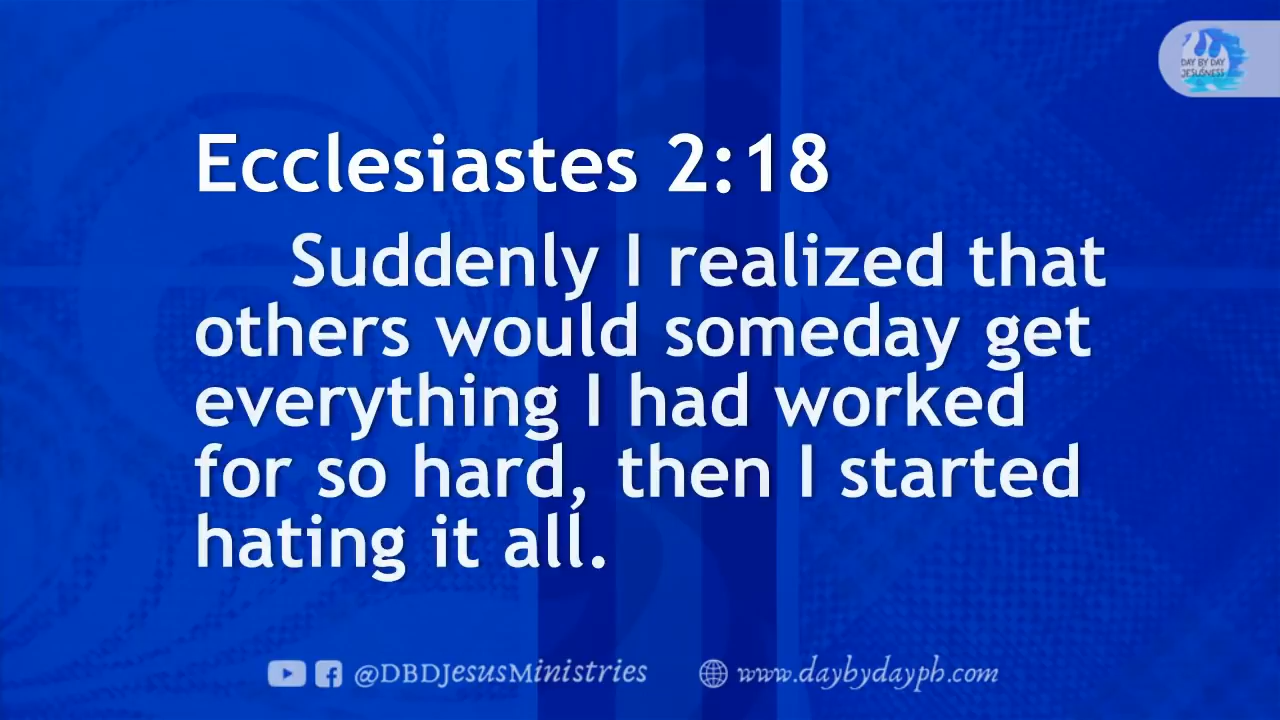 DAY BY DAY
JESUSNESS
Ecclesiastes 2:18
Suddenly I realized that
others would someday get
everything I had worked
for so hard, then I started
hating it all.
@DBDJesusMinistries www.daybydayph.com